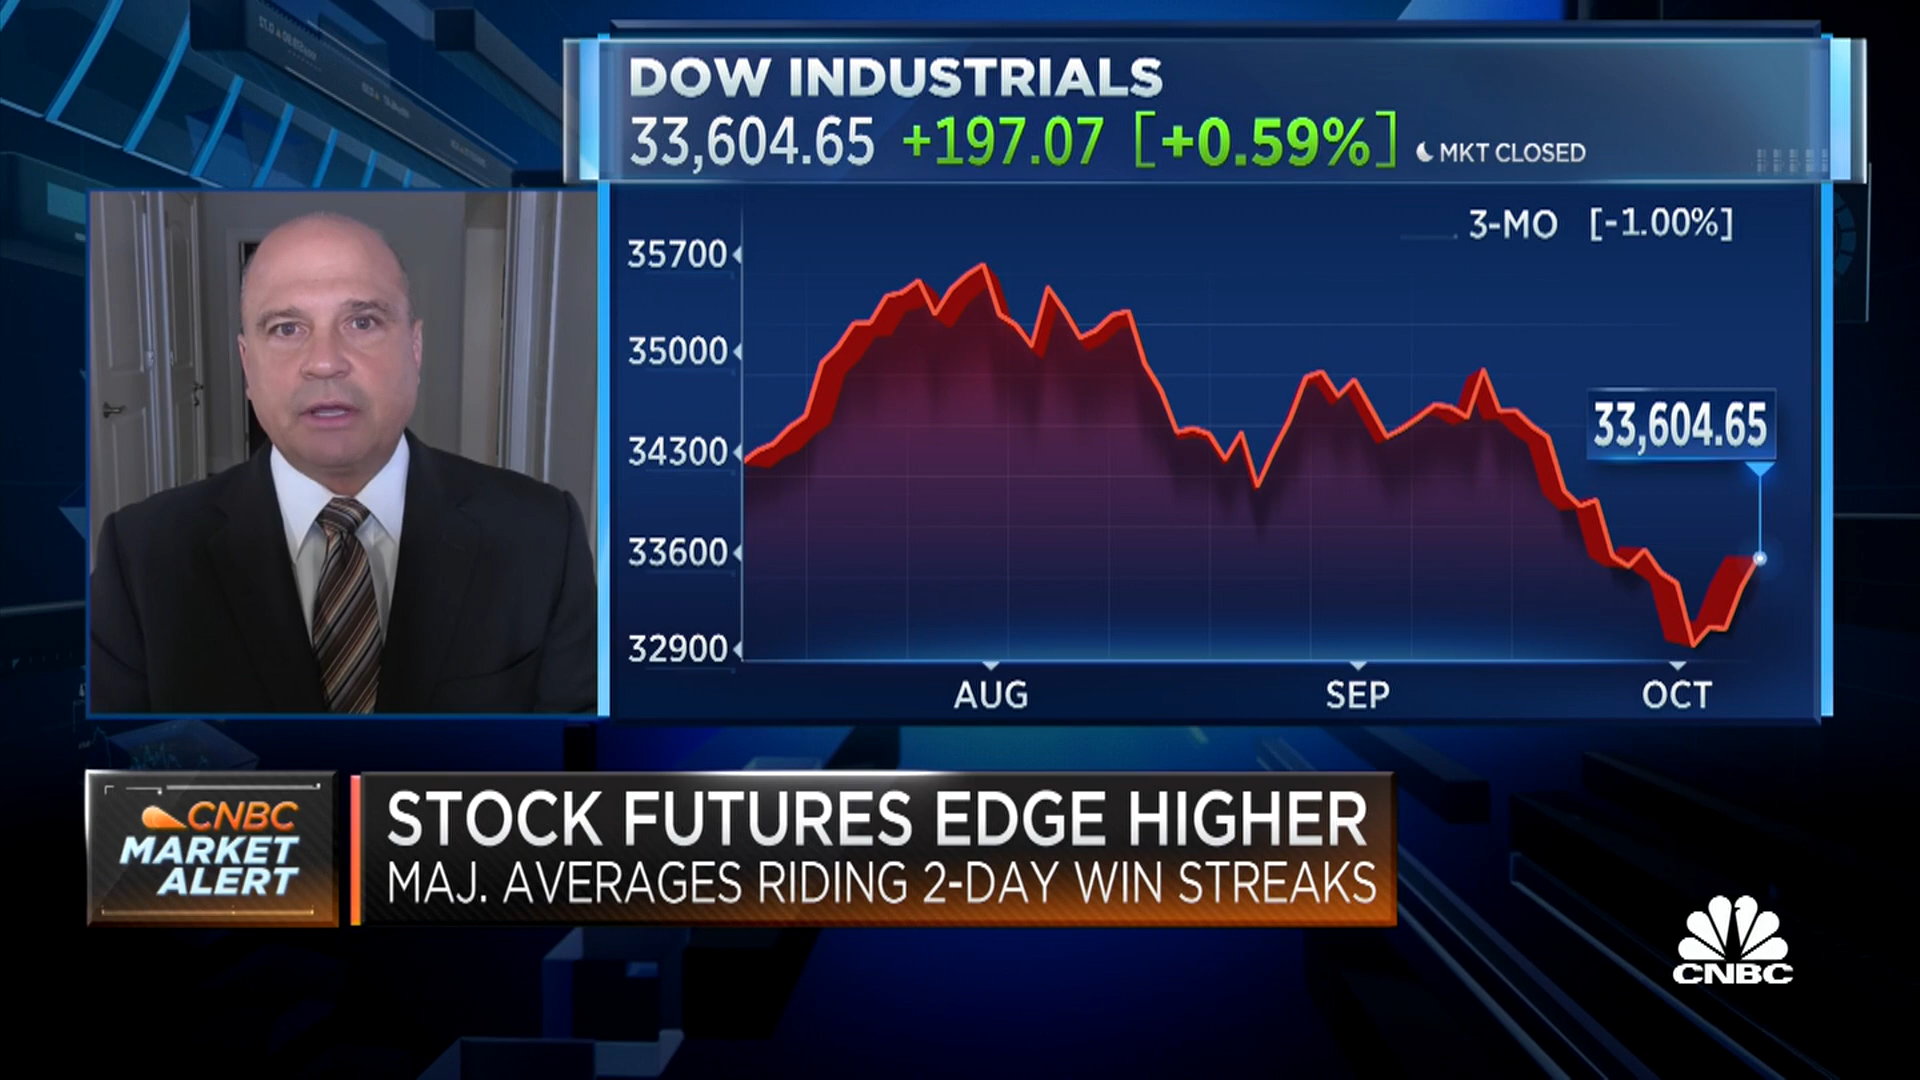 DOW INDUSTRIALS
33,604.65 +197.07 [+0.59%] MKT CLOSED
3-MO [-1.00%]
35700
35000
34300
33600
32900
33,604.65
AUG SEP OCT
CNBC
MARKET
ALERT
STOCK FUTURES EDGE HIGHER
MAJ. AVERAGES RIDING 2-DAY WIN STREAKS
CNBC